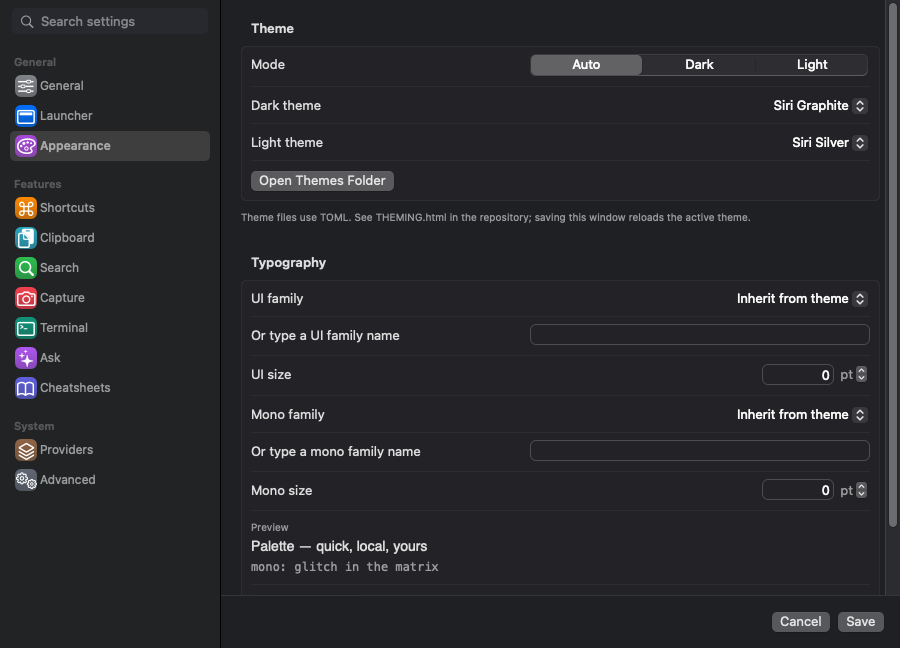 Search settings
General
General
Launcher
Appearance
Features
Shortcuts
Clipboard
Search
Capture
Terminal
Ask
Cheatsheets
System
Providers
Advanced
Theme
Mode Auto Dark Light
Dark theme Siri Graphite
Light theme Siri Silver
Open Themes Folder
Theme files use TOML. See THEMING.html in the repository; saving this window reloads the active theme.
Typography
UI family Inherit from theme
Or type a UI family name
UI size 0 pt
Mono family Inherit from theme
Or type a mono family name
Mono size 0 pt
Preview
Palette — quick, local, yours
mono: glitch in the matrix
Cancel Save